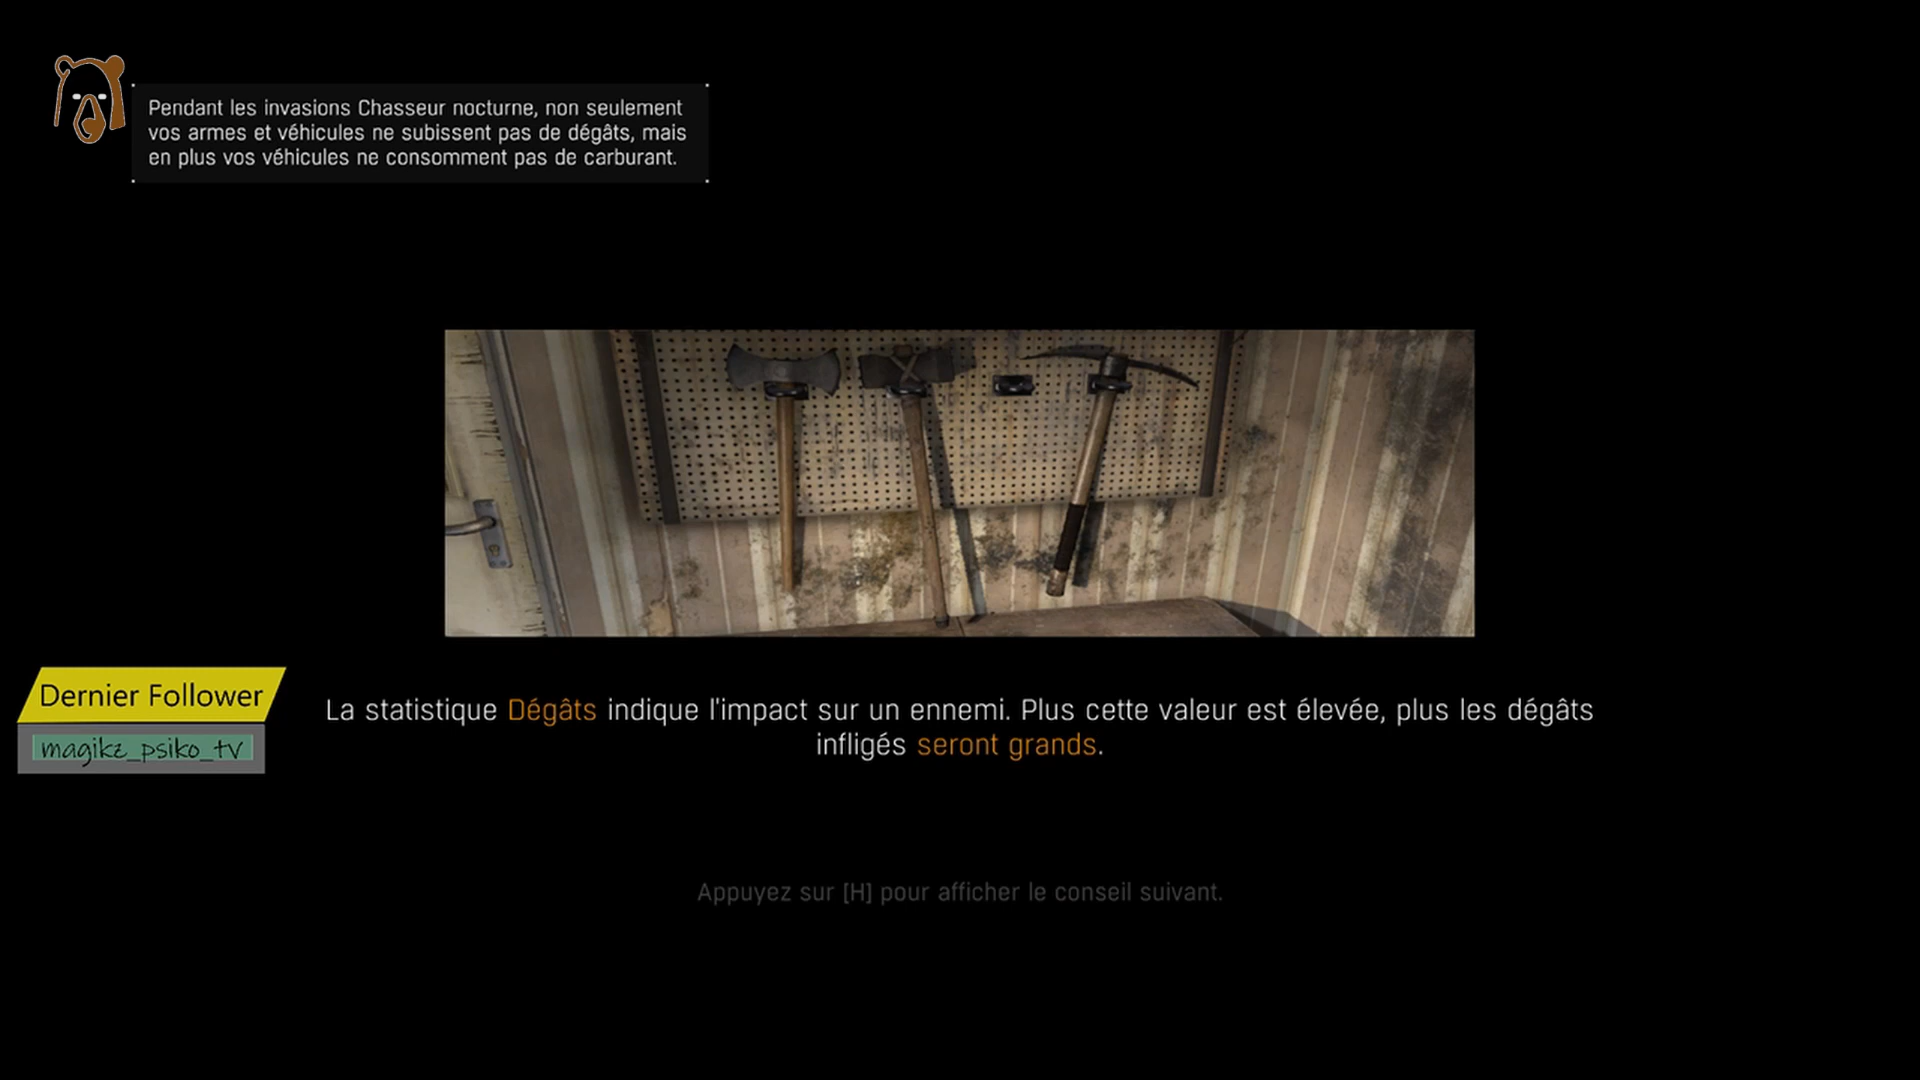 Pendant les invasions Chasseur nocturne, non seulement
vos armes et véhicules ne subissent pas de dégâts, mais
en plus vos véhicules ne consomment pas de carburant.
Dernier Follower
magike_psiko_tv
La statistique Dégâts indique l'impact sur un ennemi. Plus cette valeur est élevée, plus les dégâts
infligés seront grands.
Appuyez sur [H] pour afficher le conseil suivant.